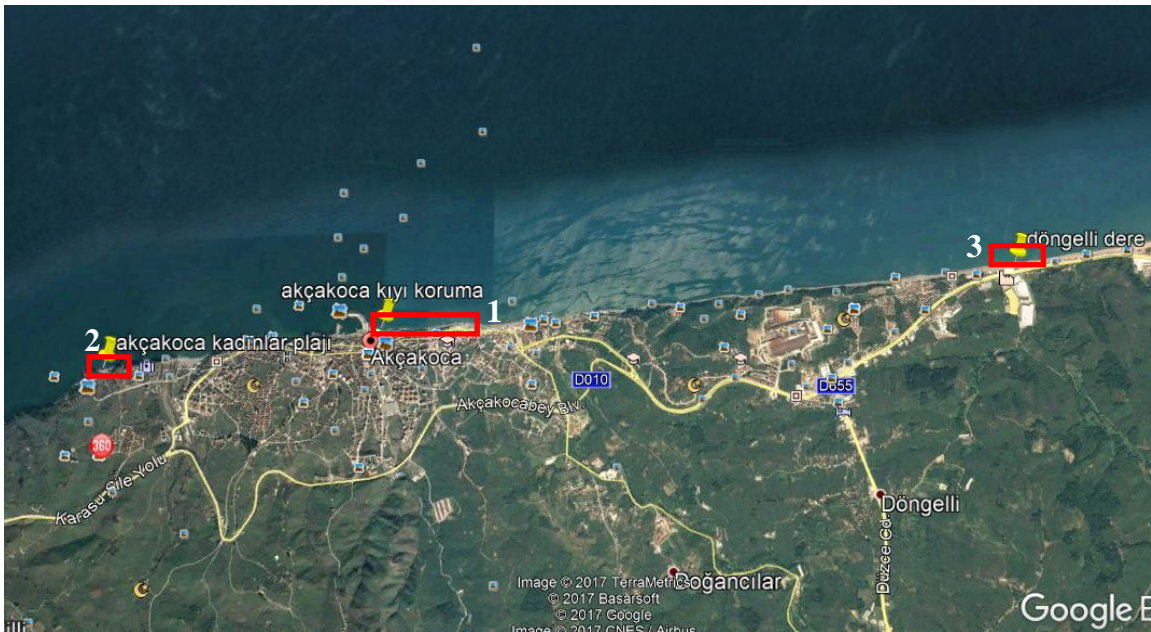 döngelli dere
3
akçakoca kıyı koruma
1
2
akçakoca kadınlar plajı
Akçakoca
D010
D655
Akçakocabey Blv.
360
Karasu Şile Yolu
Döngelli
Düzce Cd.
Doğancılar
Image © 2017 TerraMetrics
© 2017 Basarsoft
© 2017 Google
Image © 2017 CNES / Airbus
Google E